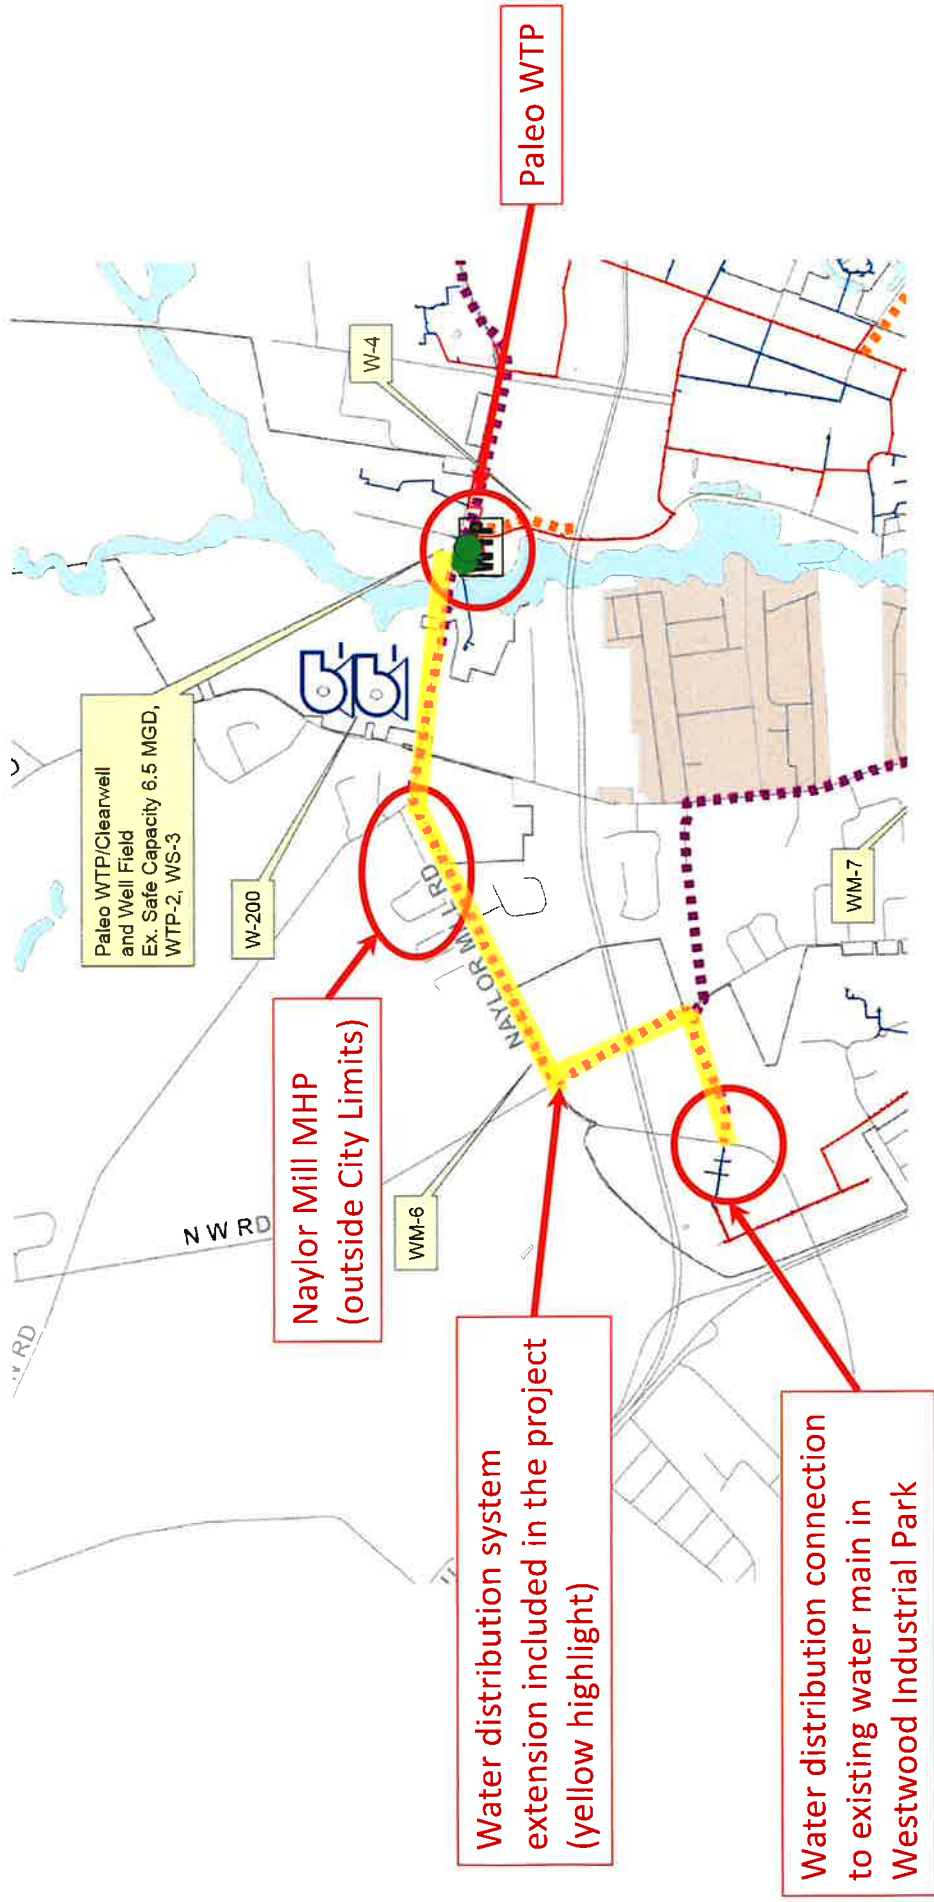 RD
Paleo WTP/Clearwell
and Well Field
Ex. Safe Capacity 6.5 MGD,
WTP-2, WS-3
N W RD
W-200
Naylor Mill MHP
(outside City Limits)
W-4
WM-6
NAYLOR MILL RD
Paleo WTP
Water distribution system
extension included in the project
(yellow highlight)
Water distribution connection
to existing water main in
Westwood Industrial Park
WM-7